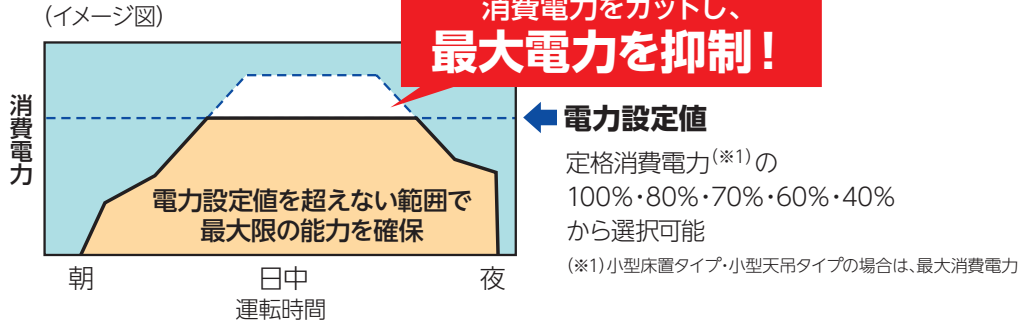 (イメージ図)
消費電力をカットし、
最大電力を抑制！
消費電力
電力設定値
定格消費電力(※1)の
100%・80%・70%・60%・40%
から選択可能
(※1)小型床置タイプ・小型天吊タイプの場合は、最大消費電力
電力設定値を超えない範囲で
最大限の能力を確保
朝 日中 夜
運転時間